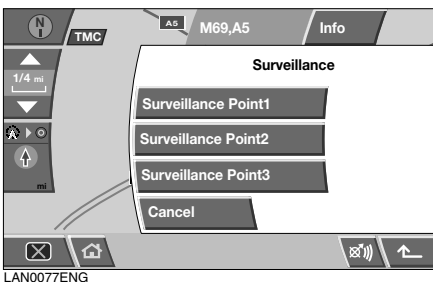 N
TMC
A5
M69,A5
Info
Surveillance
1/4 mi
Surveillance Point1
Surveillance Point2
Surveillance Point3
mi
Cancel
LAN0077ENG